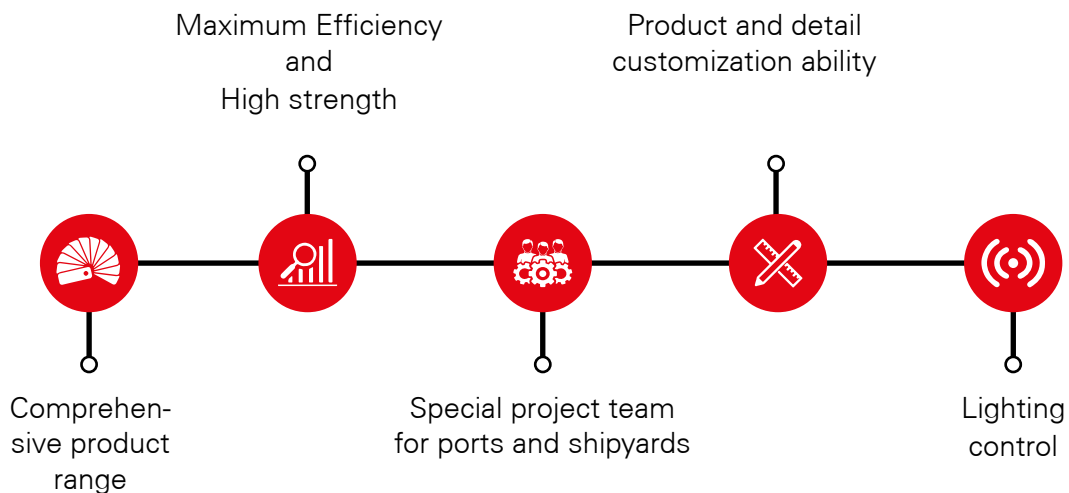 Maximum Efficiency
and
High strength
Product and detail
customization ability
Comprehen-
sive product
range
Special project team
for ports and shipyards
Lighting
control